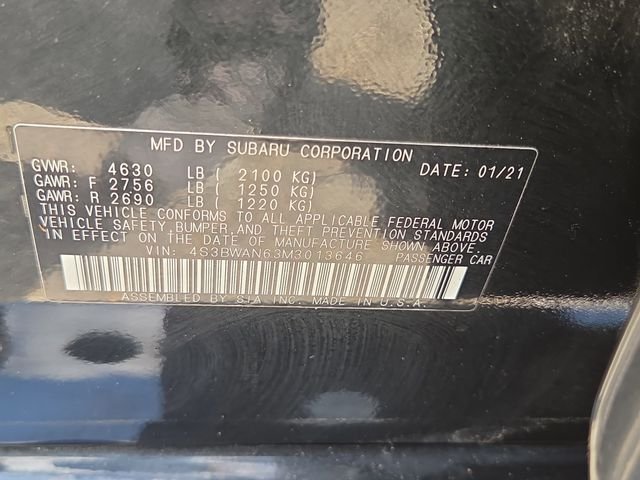 MFD BY SUBARU CORPORATION DATE: 01/21
GVWR: 4630 LB ( 2100 KG)
GAWR: F 2756 LB ( 1250 KG)
GAWR: R 2690 LB ( 1220 KG)
THIS VEHICLE CONFORMS TO ALL APPLICABLE FEDERAL MOTOR
VEHICLE SAFETY, BUMPER, AND THEFT PREVENTION STANDARDS
IN EFFECT ON THE DATE OF MANUFACTURE SHOWN ABOVE.
VIN: 4S3BWAN63M3013646 PASSENGER CAR
ASSEMBLED BY SIA INC. MADE IN U.S.A.